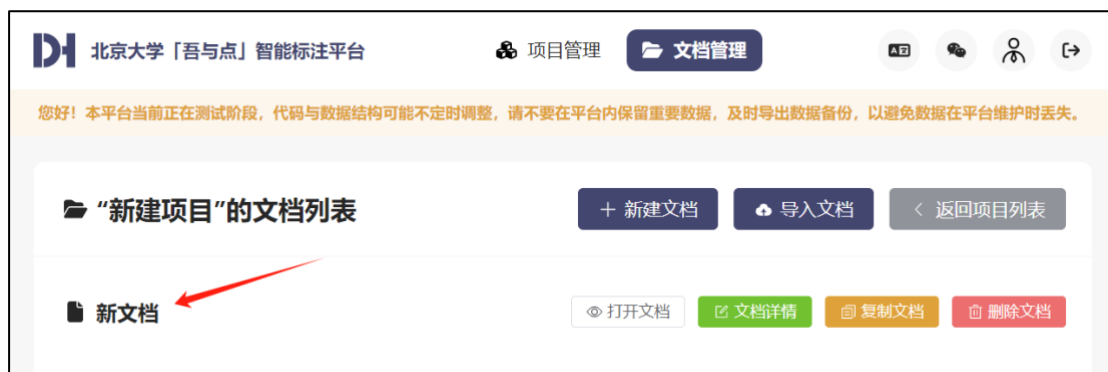 北京大学「吾与点」智能标注平台 项目管理 文档管理
您好！本平台当前正在测试阶段，代码与数据结构可能不定时调整，请不要在平台内保留重要数据，及时导出数据备份，以避免数据在平台维护时丢失。
“新建项目”的文档列表 + 新建文档 导入文档 < 返回项目列表
新文档 打开文档 文档详情 复制文档 删除文档